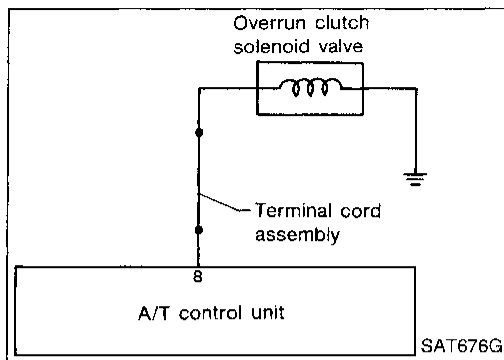 Overrun clutch
solenoid valve
Terminal cord
assembly
8
A/T control unit
SAT676G